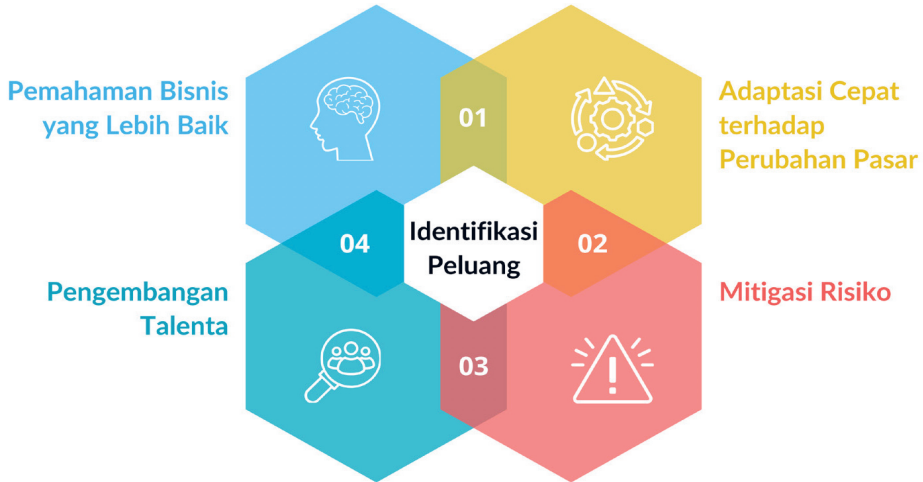 Pemahaman Bisnis
yang Lebih Baik
01
Adaptasi Cepat
terhadap
Perubahan Pasar
04
Identifikasi
Peluang
02
Pengembangan
Talenta
03
Mitigasi Risiko